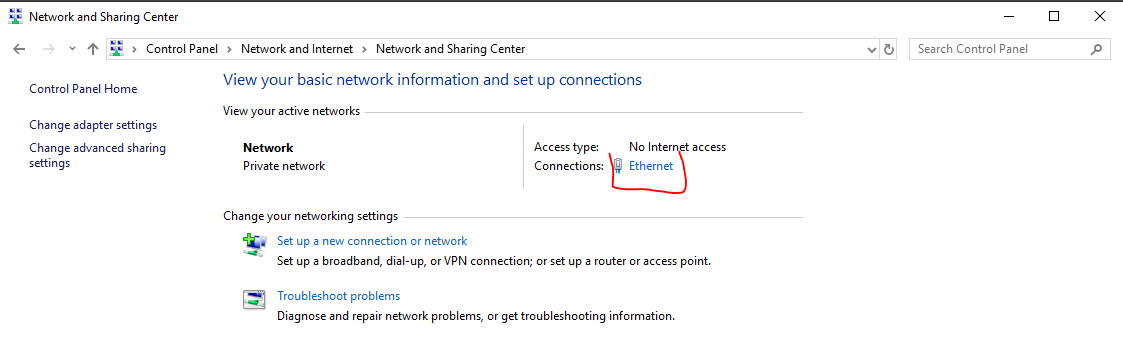 Network and Sharing Center
Control Panel > Network and Internet > Network and Sharing Center
Search Control Panel
Control Panel Home
Change adapter settings
Change advanced sharing
settings
View your basic network information and set up connections
View your active networks
Network
Private network
Access type: No Internet access
Connections: Ethernet
Change your networking settings
Set up a new connection or network
Set up a broadband, dial-up, or VPN connection; or set up a router or access point.
Troubleshoot problems
Diagnose and repair network problems, or get troubleshooting information.